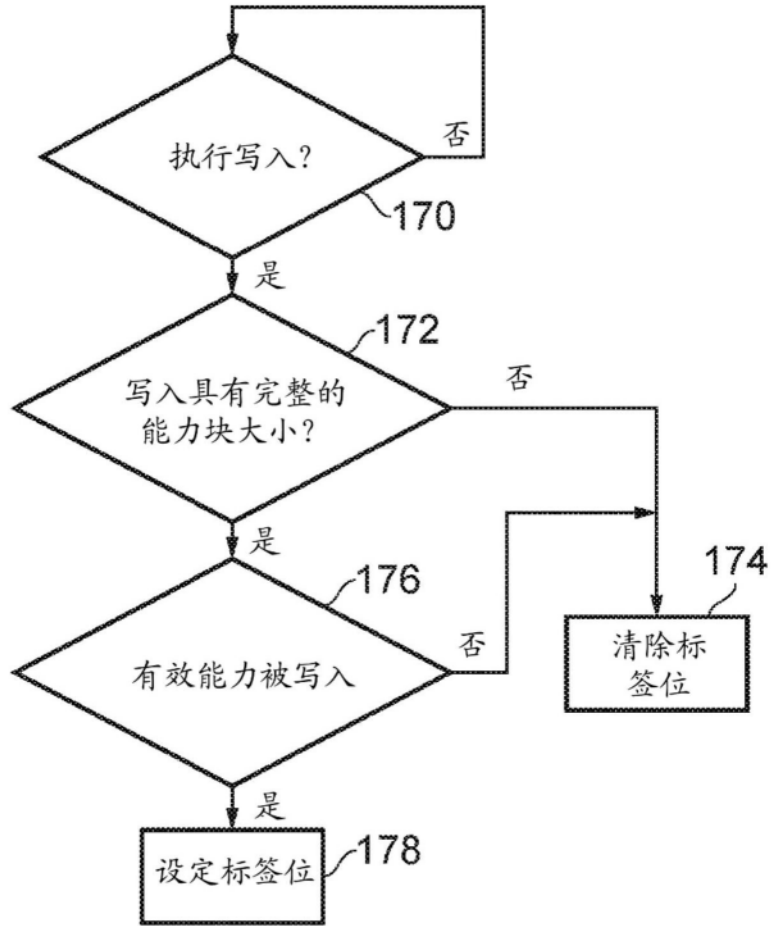 执行写入?
否
170
是
172
写入具有完整的
能力块大小?
否
是
176
174
有效能力被写入
否
清除标
签位
是
设定标签位
178